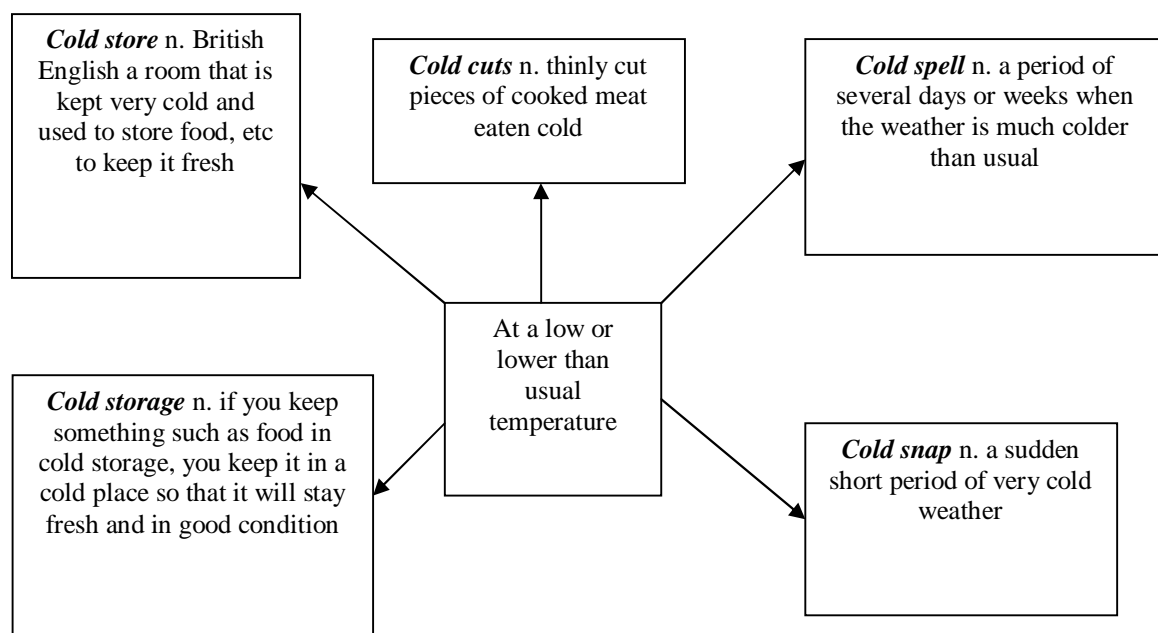 Cold store n. British
English a room that is
kept very cold and
used to store food, etc
to keep it fresh
Cold cuts n. thinly cut
pieces of cooked meat
eaten cold
Cold spell n. a period of
several days or weeks when
the weather is much colder
than usual
At a low or
lower than
usual
temperature
Cold storage n. if you keep
something such as food in
cold storage, you keep it in a
cold place so that it will stay
fresh and in good condition
Cold snap n. a sudden
short period of very cold
weather